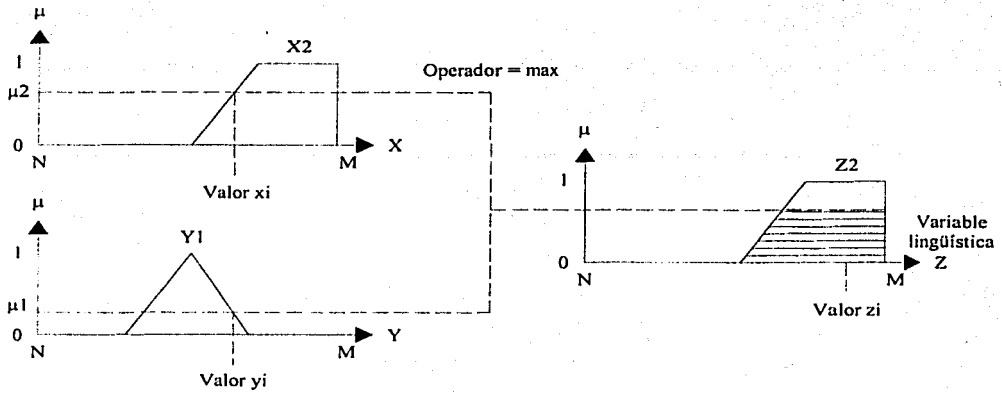 μ
1
X2
Operador = max
μ2
0
N
M
X
Valor xi
μ
1
Y1
μ1
0
N
M
Y
Valor yi
μ
1
Z2
0
N
M
Variable
lingüística
Z
Valor zi